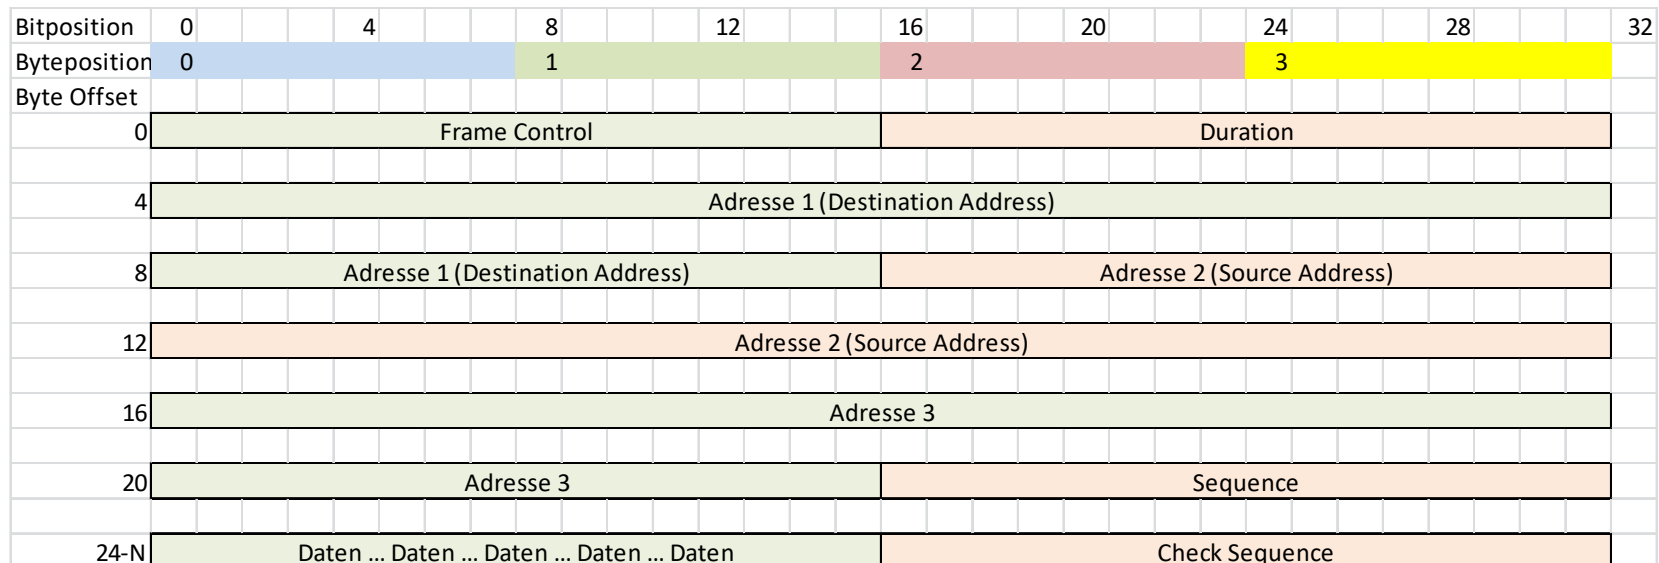 Bitposition 0 4 8 12 16 20 24 28 32
Byteposition 0 1 2 3
Byte Offset
0 Frame Control Duration
4 Adresse 1 (Destination Address)
8 Adresse 1 (Destination Address) Adresse 2 (Source Address)
12 Adresse 2 (Source Address)
16 Adresse 3
20 Adresse 3 Sequence
24-N Daten ... Daten ... Daten ... Daten ... Daten Check Sequence